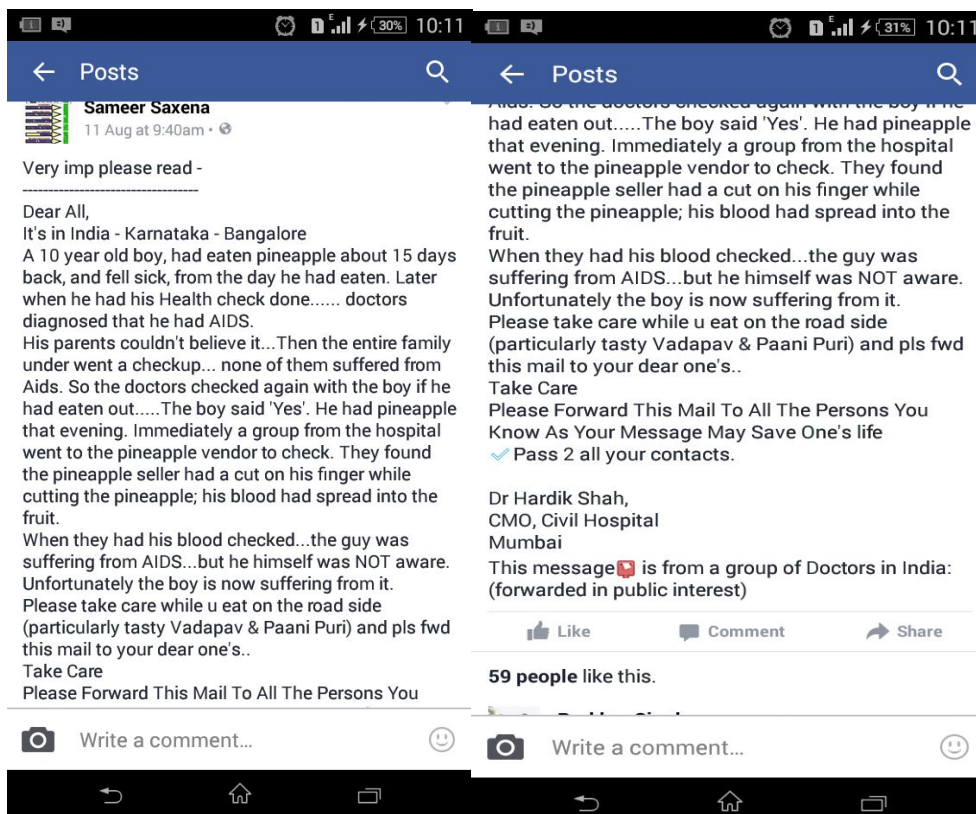 30% 10:11
Posts
Sameer Saxena
11 Aug at 9:40am •
Very imp please read -
-----------------------------------
Dear All,
It's in India - Karnataka - Bangalore
A 10 year old boy, had eaten pineapple about 15 days
back, and fell sick, from the day he had eaten. Later
when he had his Health check done...... doctors
diagnosed that he had AIDS.
His parents couldn't believe it...Then the entire family
under went a checkup... none of them suffered from
Aids. So the doctors checked again with the boy if he
had eaten out.....The boy said 'Yes'. He had pineapple
that evening. Immediately a group from the hospital
went to the pineapple vendor to check. They found
the pineapple seller had a cut on his finger while
cutting the pineapple; his blood had spread into the
fruit.
When they had his blood checked...the guy was
suffering from AIDS...but he himself was NOT aware.
Unfortunately the boy is now suffering from it.
Please take care while u eat on the road side
(particularly tasty Vadapav & Paani Puri) and pls fwd
this mail to your dear one's..
Take Care
Please Forward This Mail To All The Persons You
Write a comment...
31% 10:11
Posts
Aids. So the doctors checked again with the boy if he
had eaten out.....The boy said 'Yes'. He had pineapple
that evening. Immediately a group from the hospital
went to the pineapple vendor to check. They found
the pineapple seller had a cut on his finger while
cutting the pineapple; his blood had spread into the
fruit.
When they had his blood checked...the guy was
suffering from AIDS...but he himself was NOT aware.
Unfortunately the boy is now suffering from it.
Please take care while u eat on the road side
(particularly tasty Vadapav & Paani Puri) and pls fwd
this mail to your dear one's..
Take Care
Please Forward This Mail To All The Persons You
Know As Your Message May Save One's life
Pass 2 all your contacts.
Dr Hardik Shah,
CMO, Civil Hospital
Mumbai
This message is from a group of Doctors in India:
(forwarded in public interest)
Like Comment Share
59 people like this.
Write a comment...